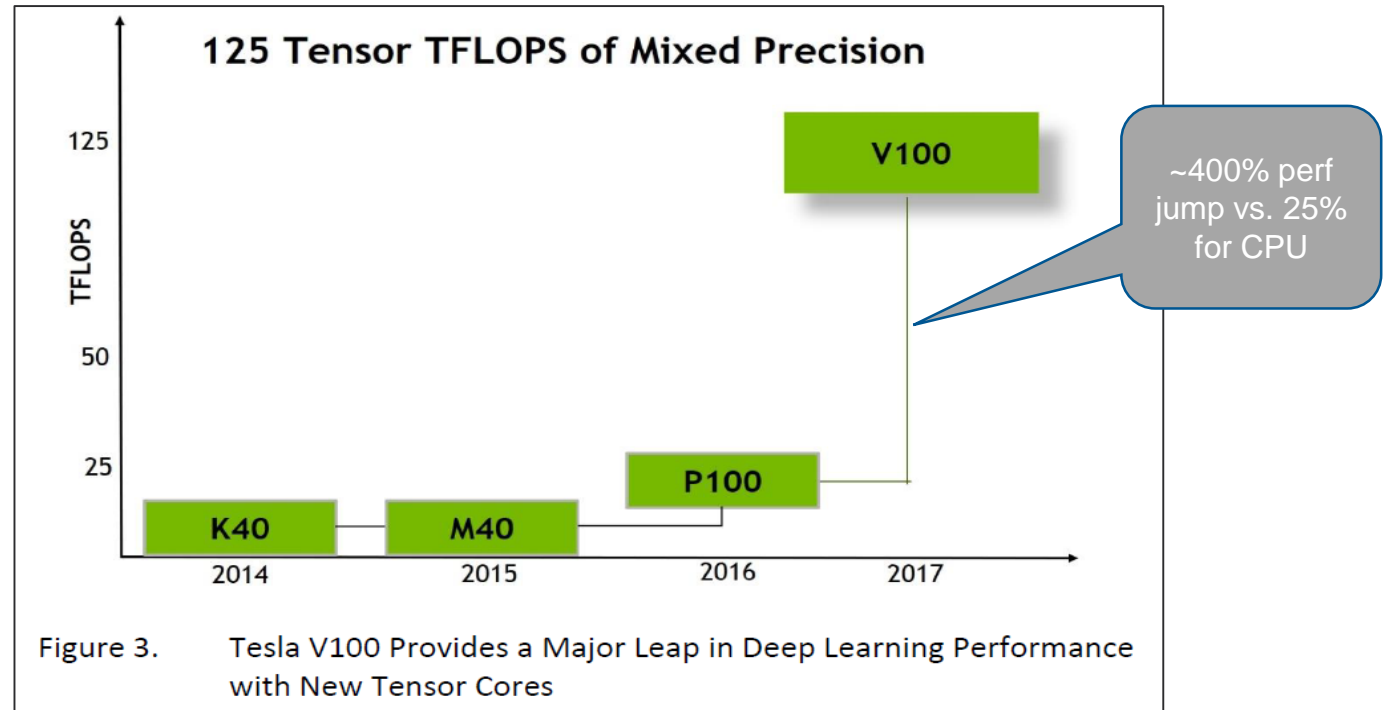 125 Tensor TFLOPS of Mixed Precision
125
V100
~400% perf
jump vs. 25%
for CPU
TFLOPS
50
25
P100
K40
M40
2014
2015
2016
2017
Figure 3. Tesla V100 Provides a Major Leap in Deep Learning Performance
with New Tensor Cores